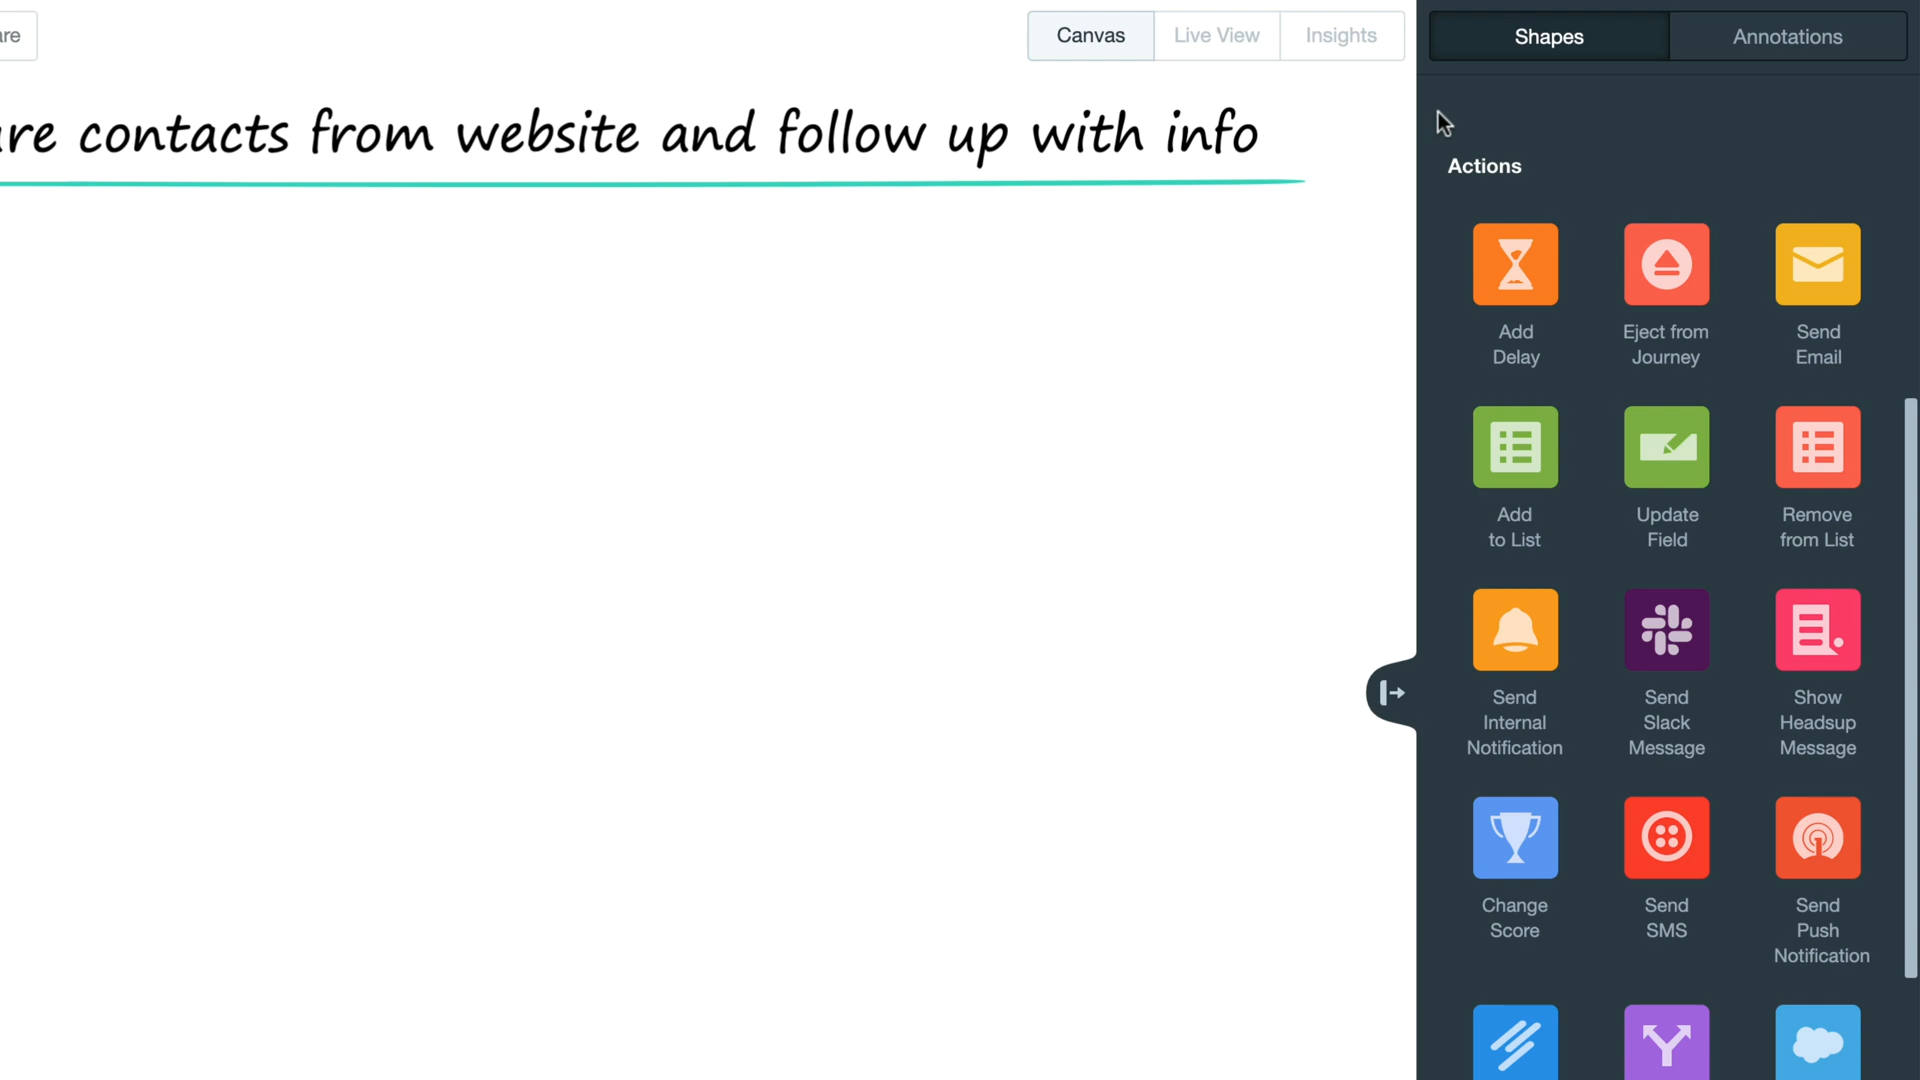 are
Canvas
Live View
Insights
Shapes
Annotations
are contacts from website and follow up with info
Actions
Add
Delay
Eject from
Journey
Send
Email
Add
to List
Update
Field
Remove
from List
Send
Internal
Notification
Send
Slack
Message
Show
Headsup
Message
Change
Score
Send
SMS
Send
Push
Notification